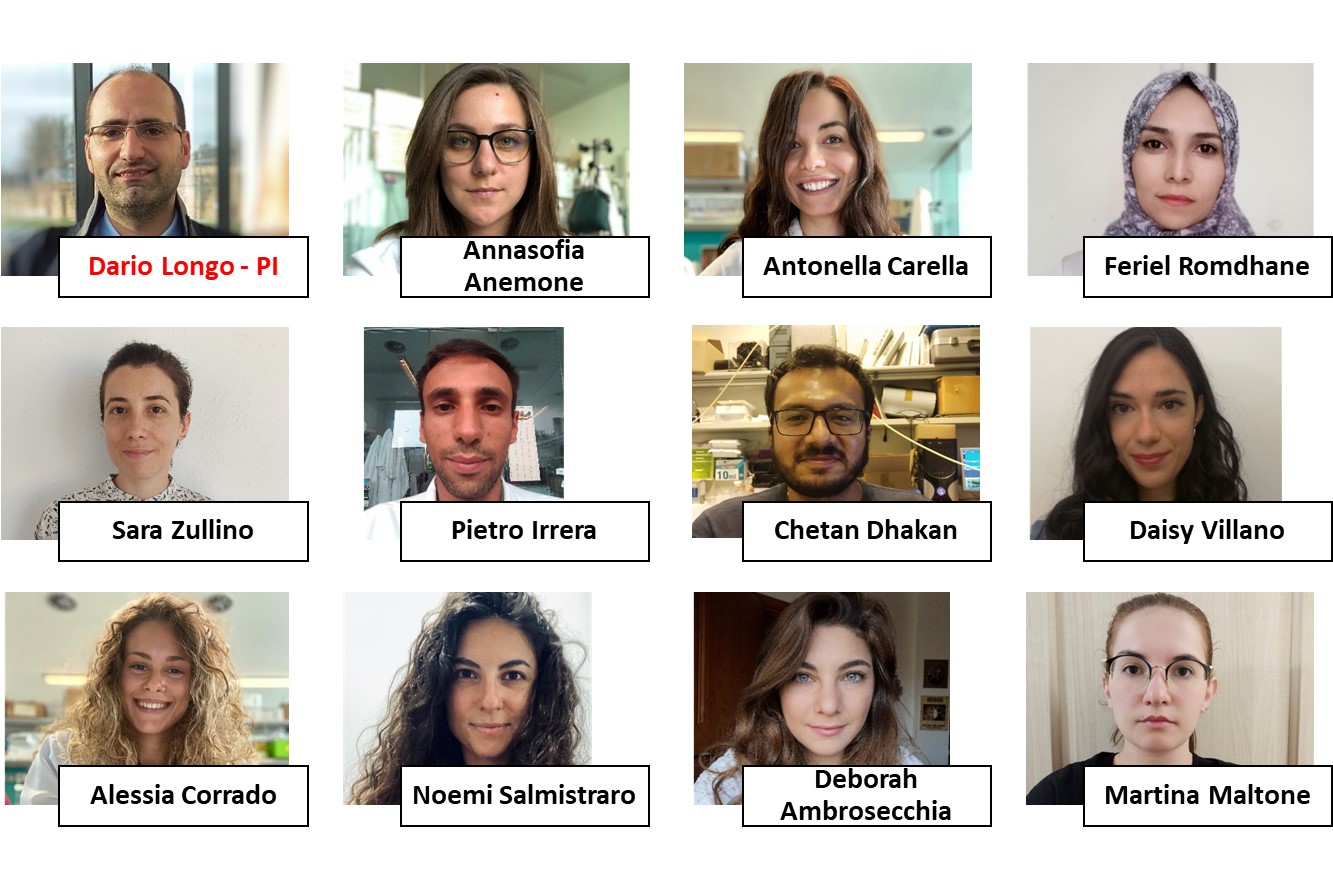 Dario Longo - PI
Annasofia
Anemone
Antonella Carella
Feriel Romdhane
Sara Zullino
Pietro Irrera
10ml
Chetan Dhakan
Daisy Villano
Alessia Corrado
Noemi Salmistraro
Deborah
Ambrosecchia
Martina Maltone